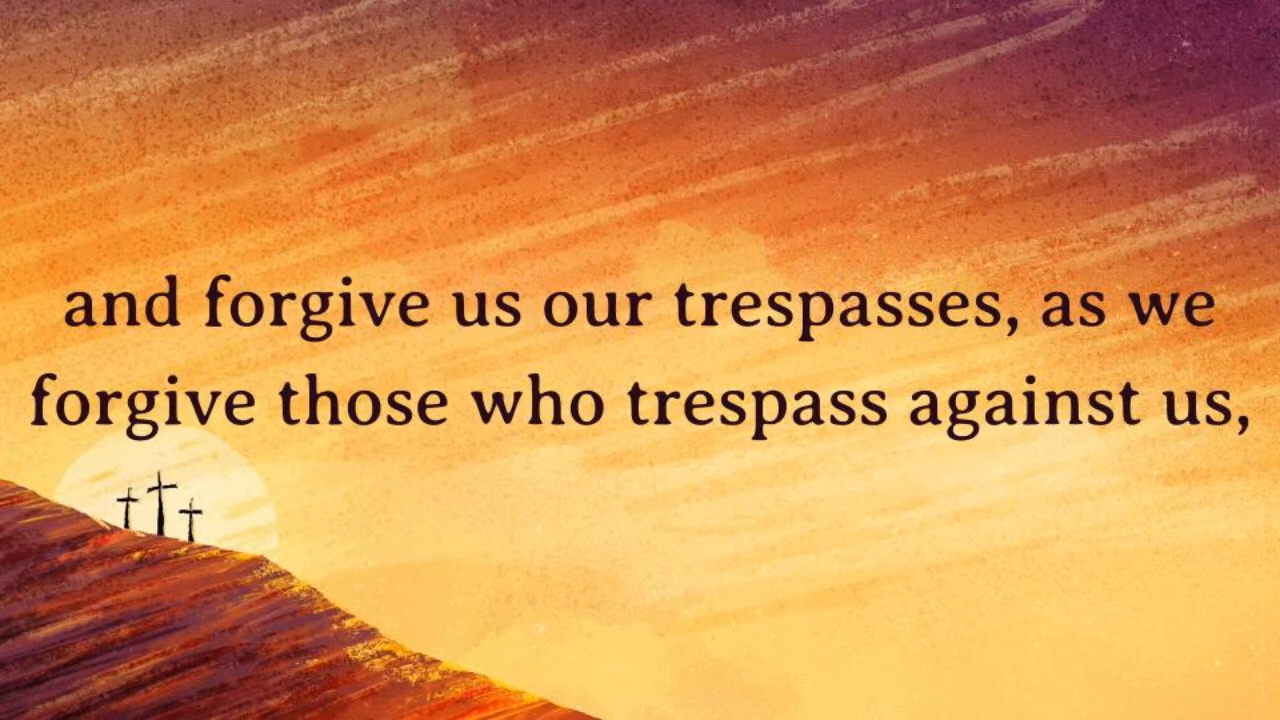 and forgive us our trespasses, as we
forgive those who trespass against us,